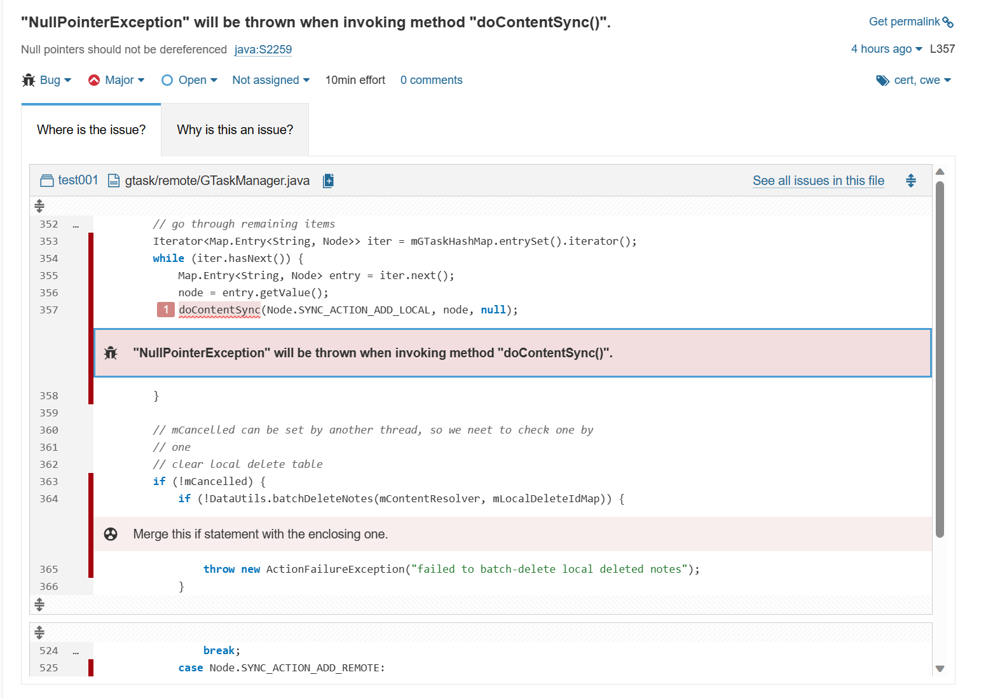 "NullPointerException" will be thrown when invoking method "doContentSync()".
Get permalink
Null pointers should not be dereferenced java:S2259
4 hours ago L357
Bug Major Open Not assigned 10min effort 0 comments
cert, cwe
Where is the issue?
Why is this an issue?
test001 gtask/remote/GTaskManager.java
See all issues in this file
352 … // go through remaining items
353 Iterator<Map.Entry<String, Node>> iter = mGTaskHashMap.entrySet().iterator();
354 while (iter.hasNext()) {
355 Map.Entry<String, Node> entry = iter.next();
356 node = entry.getValue();
357 1 doContentSync(Node.SYNC_ACTION_ADD_LOCAL, node, null);
"NullPointerException" will be thrown when invoking method "doContentSync()".
358 }
359
360 // mCancelled can be set by another thread, so we neet to check one by
361 // one
362 // clear local delete table
363 if (!mCancelled) {
364 if (!DataUtils.batchDeleteNotes(mContentResolver, mLocalDeleteIdMap)) {
Merge this if statement with the enclosing one.
365 throw new ActionFailureException("failed to batch-delete local deleted notes");
366 }
524 … break;
525 case Node.SYNC_ACTION_ADD_REMOTE: